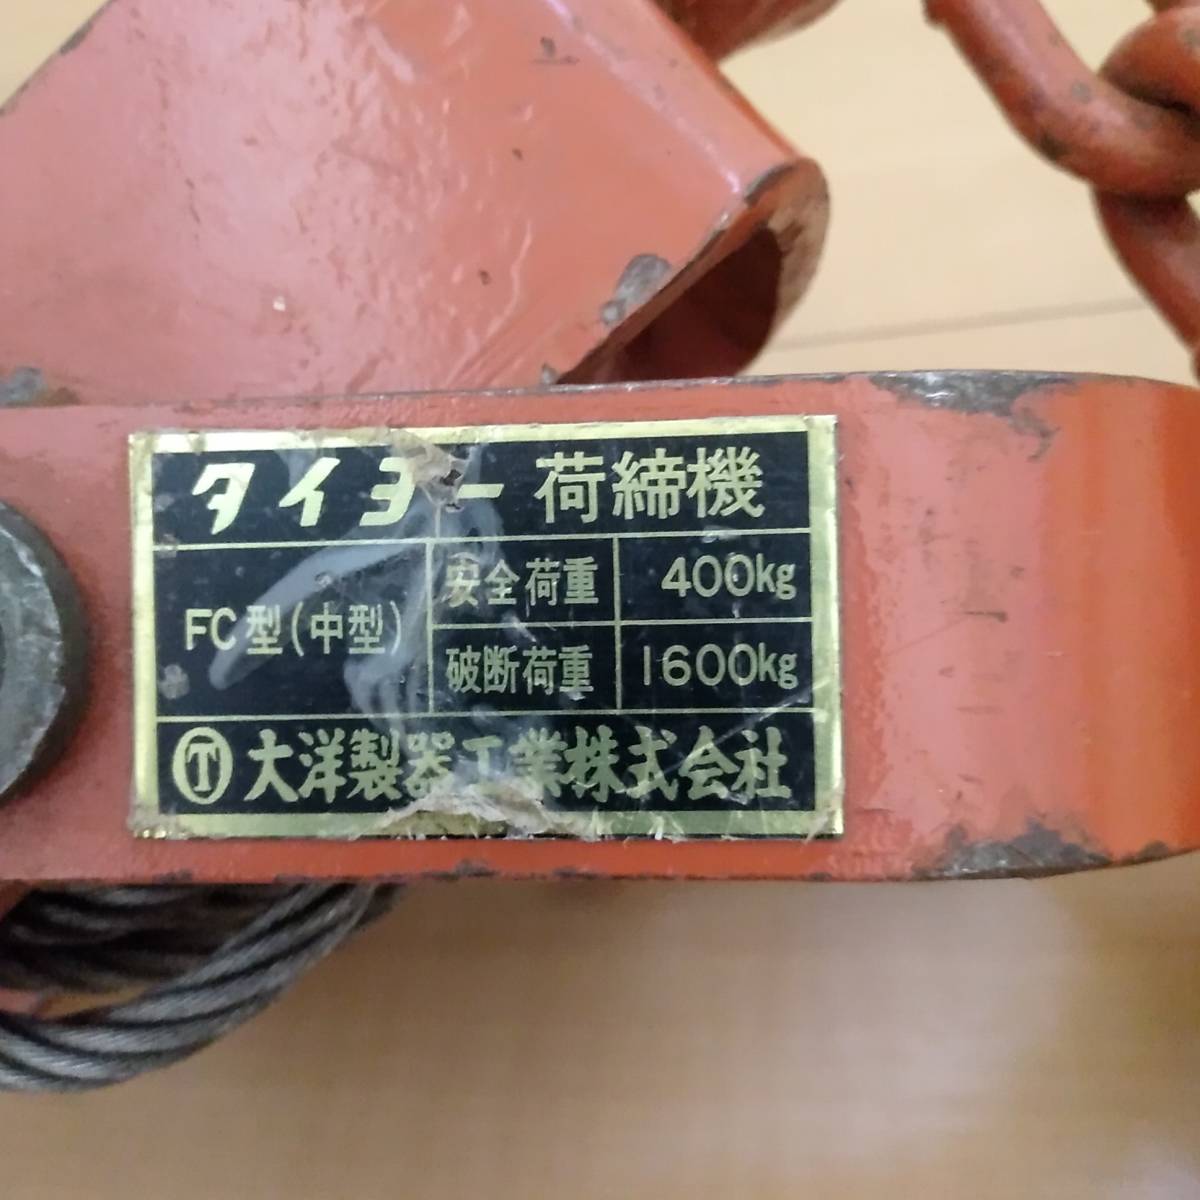 タイヨー 荷締機
FC型(中型)
安全荷重 400kg
破断荷重 1600kg
T 大洋製器工業株式会社